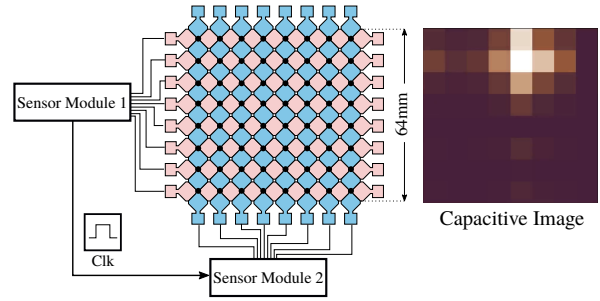 Sensor Module 1
64mm
Capacitive Image
Clk
Sensor Module 2